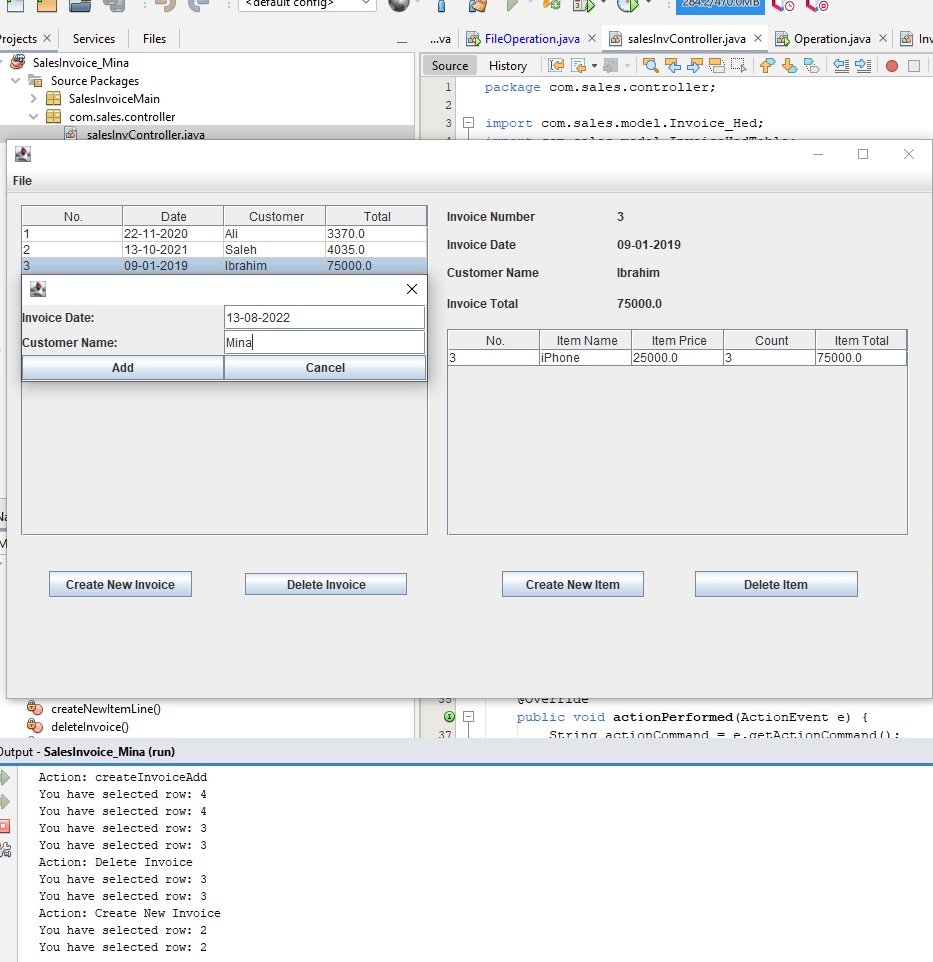 <default config>
284.2/470.0MB
Projects
Services
Files
...va
FileOperation.java
salesInvController.java
Operation.java
SalesInvoice_Mina
Source Packages
SalesInvoiceMain
com.sales.controller
salesInvController.java
Source
History
1 package com.sales.controller;
2
3 import com.sales.model.Invoice_Hed;
File
No. Date Customer Total
1 22-11-2020 Ali 3370.0
2 13-10-2021 Saleh 4035.0
3 09-01-2019 Ibrahim 75000.0
Invoice Date: 13-08-2022
Customer Name: Mina
Add Cancel
Invoice Number 3
Invoice Date 09-01-2019
Customer Name Ibrahim
Invoice Total 75000.0
No. Item Name Item Price Count Item Total
3 iPhone 25000.0 3 75000.0
Create New Invoice
Delete Invoice
Create New Item
Delete Item
createNewItemLine()
deleteInvoice()
@Override
public void actionPerformed(ActionEvent e) {
37 String actionCommand = e.getActionCommand();
Output - SalesInvoice_Mina (run)
Action: createInvoiceAdd
You have selected row: 4
You have selected row: 4
You have selected row: 3
You have selected row: 3
Action: Delete Invoice
You have selected row: 3
You have selected row: 3
Action: Create New Invoice
You have selected row: 2
You have selected row: 2